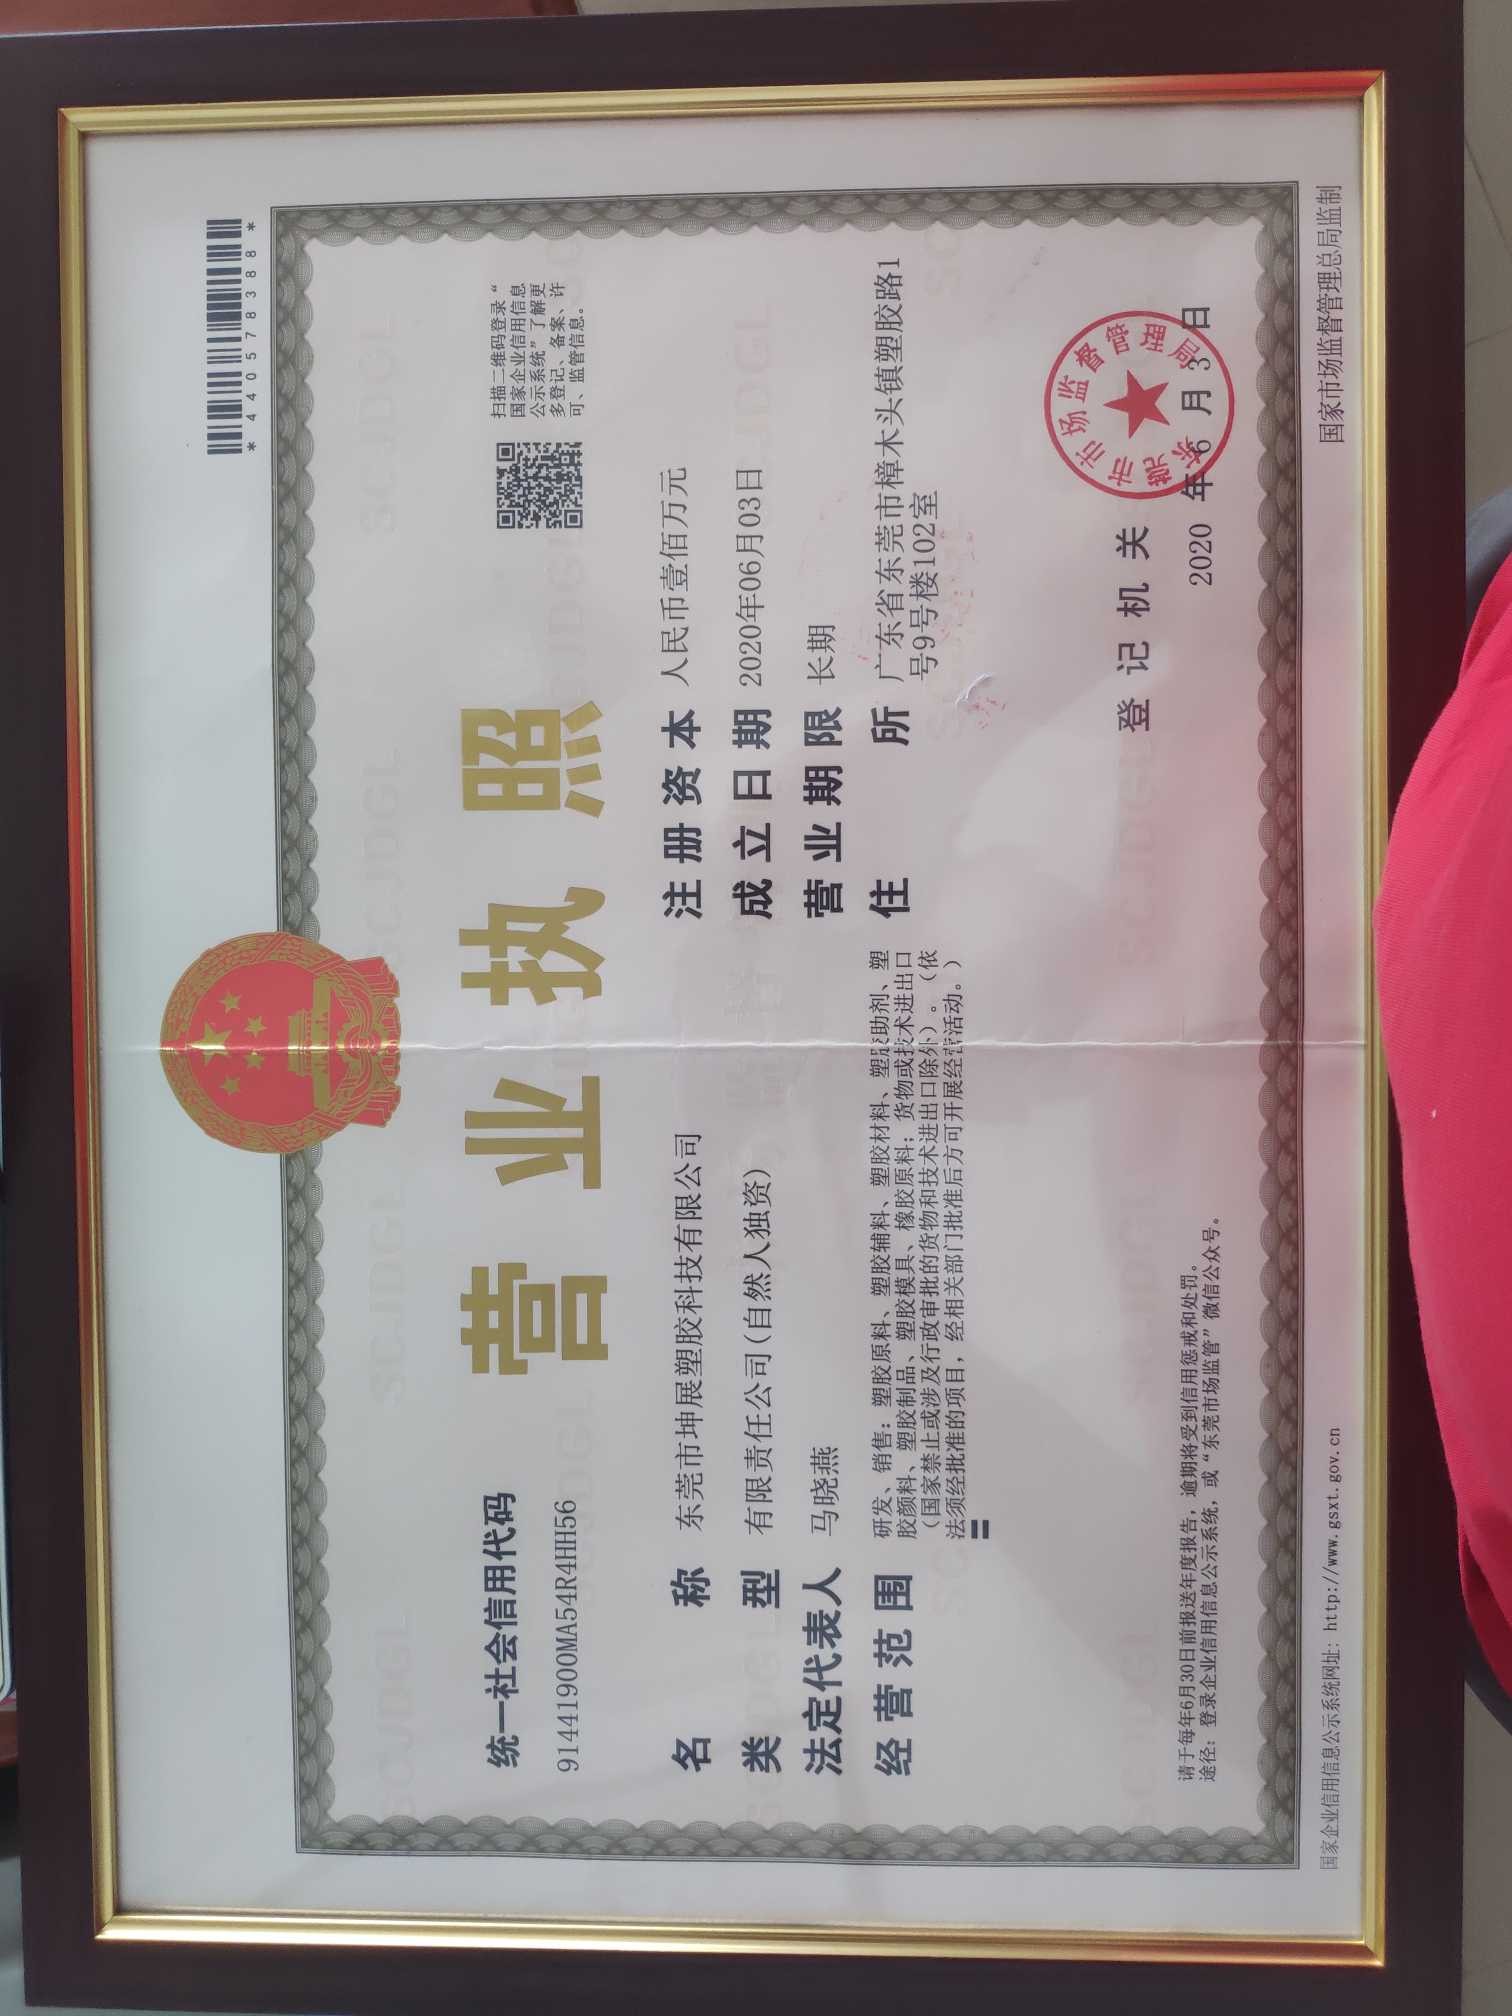 *440578388*
营业执照
统一社会信用代码
91441900MA54R4HH56
扫描二维码登录“
国家企业信用信息
公示系统”了解更
多登记、备案、许
可、监管信息。
名称 东莞市坤展塑胶科技有限公司
类型 有限责任公司(自然人独资)
法定代表人 马晓燕
经营范围 研发、销售：塑胶原料、塑胶辅料、塑胶材料、塑胶助剂、塑
胶颜料、塑胶制品、塑胶模具、橡胶原料；货物或技术进出口
（国家禁止或涉及行政审批的货物和技术进出口除外）。（依
法须经批准的项目，经相关部门批准后方可开展经营活动。）
注册资本 人民币壹佰万元
成立日期 2020年06月03日
营业期限 长期
住所 广东省东莞市樟木头镇塑胶路1
号9号楼102室
登记机关
东莞市市场监督管理局
2020 年 6 月 3 日
请于每年6月30日前报送年度报告，逾期将受到信用惩戒和处罚。
途径：登录企业信用信息公示系统，或“东莞市场监管”微信公众号。
国家企业信用信息公示系统网址: http://www.gsxt.gov.cn
国家市场监督管理总局监制